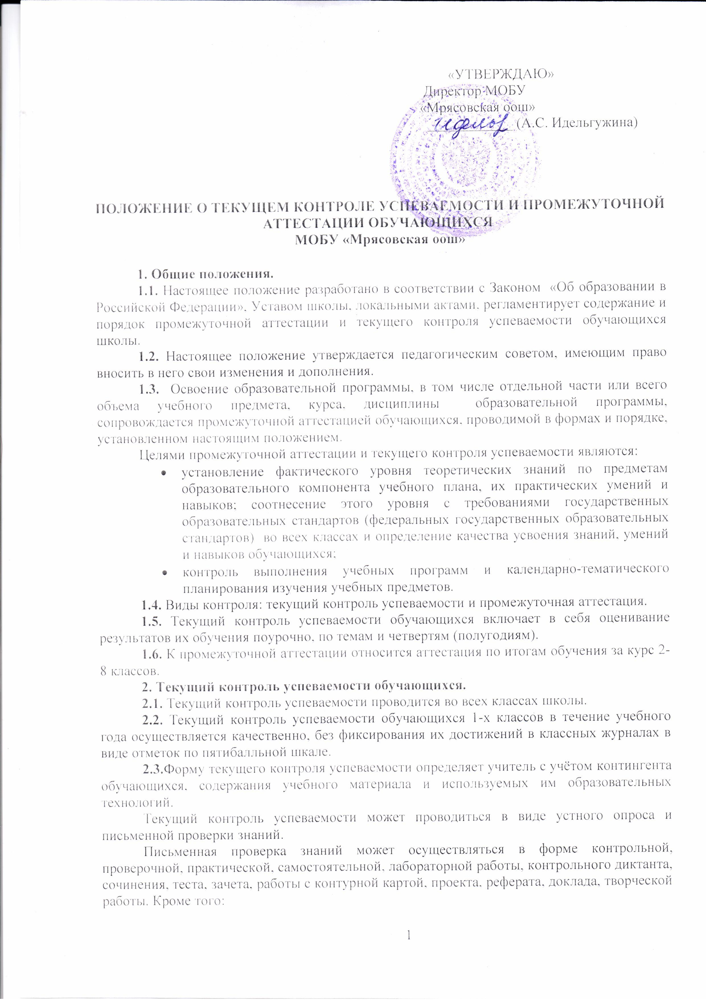 «УТВЕРЖДАЮ»
Директор МОБУ
«Мрясовская оош»
(А.С. Идельгужина)
ПОЛОЖЕНИЕ О ТЕКУЩЕМ КОНТРОЛЕ УСПЕВАЕМОСТИ И ПРОМЕЖУТОЧНОЙ
АТТЕСТАЦИИ ОБУЧАЮЩИХСЯ
МОБУ «Мрясовская оош»
1. Общие положения.
1.1. Настоящее положение разработано в соответствии с Законом «Об образовании в
Российской Федерации», Уставом школы, локальными актами, регламентирует содержание и
порядок промежуточной аттестации и текущего контроля успеваемости обучающихся
школы.
1.2. Настоящее положение утверждается педагогическим советом, имеющим право
вносить в него свои изменения и дополнения.
1.3. Освоение образовательной программы, в том числе отдельной части или всего
объема учебного предмета, курса, дисциплины образовательной программы,
сопровождается промежуточной аттестацией обучающихся, проводимой в формах и порядке,
установленном настоящим положением.
Целями промежуточной аттестации и текущего контроля успеваемости являются:
• установление фактического уровня теоретических знаний по предметам
образовательного компонента учебного плана, их практических умений и
навыков; соотнесение этого уровня с требованиями государственных
образовательных стандартов (федеральных государственных образовательных
стандартов) во всех классах и определение качества усвоения знаний, умений
и навыков обучающихся;
• контроль выполнения учебных программ и календарно-тематического
планирования изучения учебных предметов.
1.4. Виды контроля: текущий контроль успеваемости и промежуточная аттестация.
1.5. Текущий контроль успеваемости обучающихся включает в себя оценивание
результатов их обучения поурочно, по темам и четвертям (полугодиям).
1.6. К промежуточной аттестации относится аттестация по итогам обучения за курс 2-
8 классов.
2. Текущий контроль успеваемости обучающихся.
2.1. Текущий контроль успеваемости проводится во всех классах школы.
2.2. Текущий контроль успеваемости обучающихся 1-х классов в течение учебного
года осуществляется качественно, без фиксирования их достижений в классных журналах в
виде отметок по пятибалльной шкале.
2.3.Форму текущего контроля успеваемости определяет учитель с учётом контингента
обучающихся, содержания учебного материала и используемых им образовательных
технологий.
Текущий контроль успеваемости может проводиться в виде устного опроса и
письменной проверки знаний.
Письменная проверка знаний может осуществляться в форме контрольной,
проверочной, практической, самостоятельной, лабораторной работы, контрольного диктанта,
сочинения, теста, зачета, работы с контурной картой, проекта, реферата, доклада, творческой
работы. Кроме того:
1